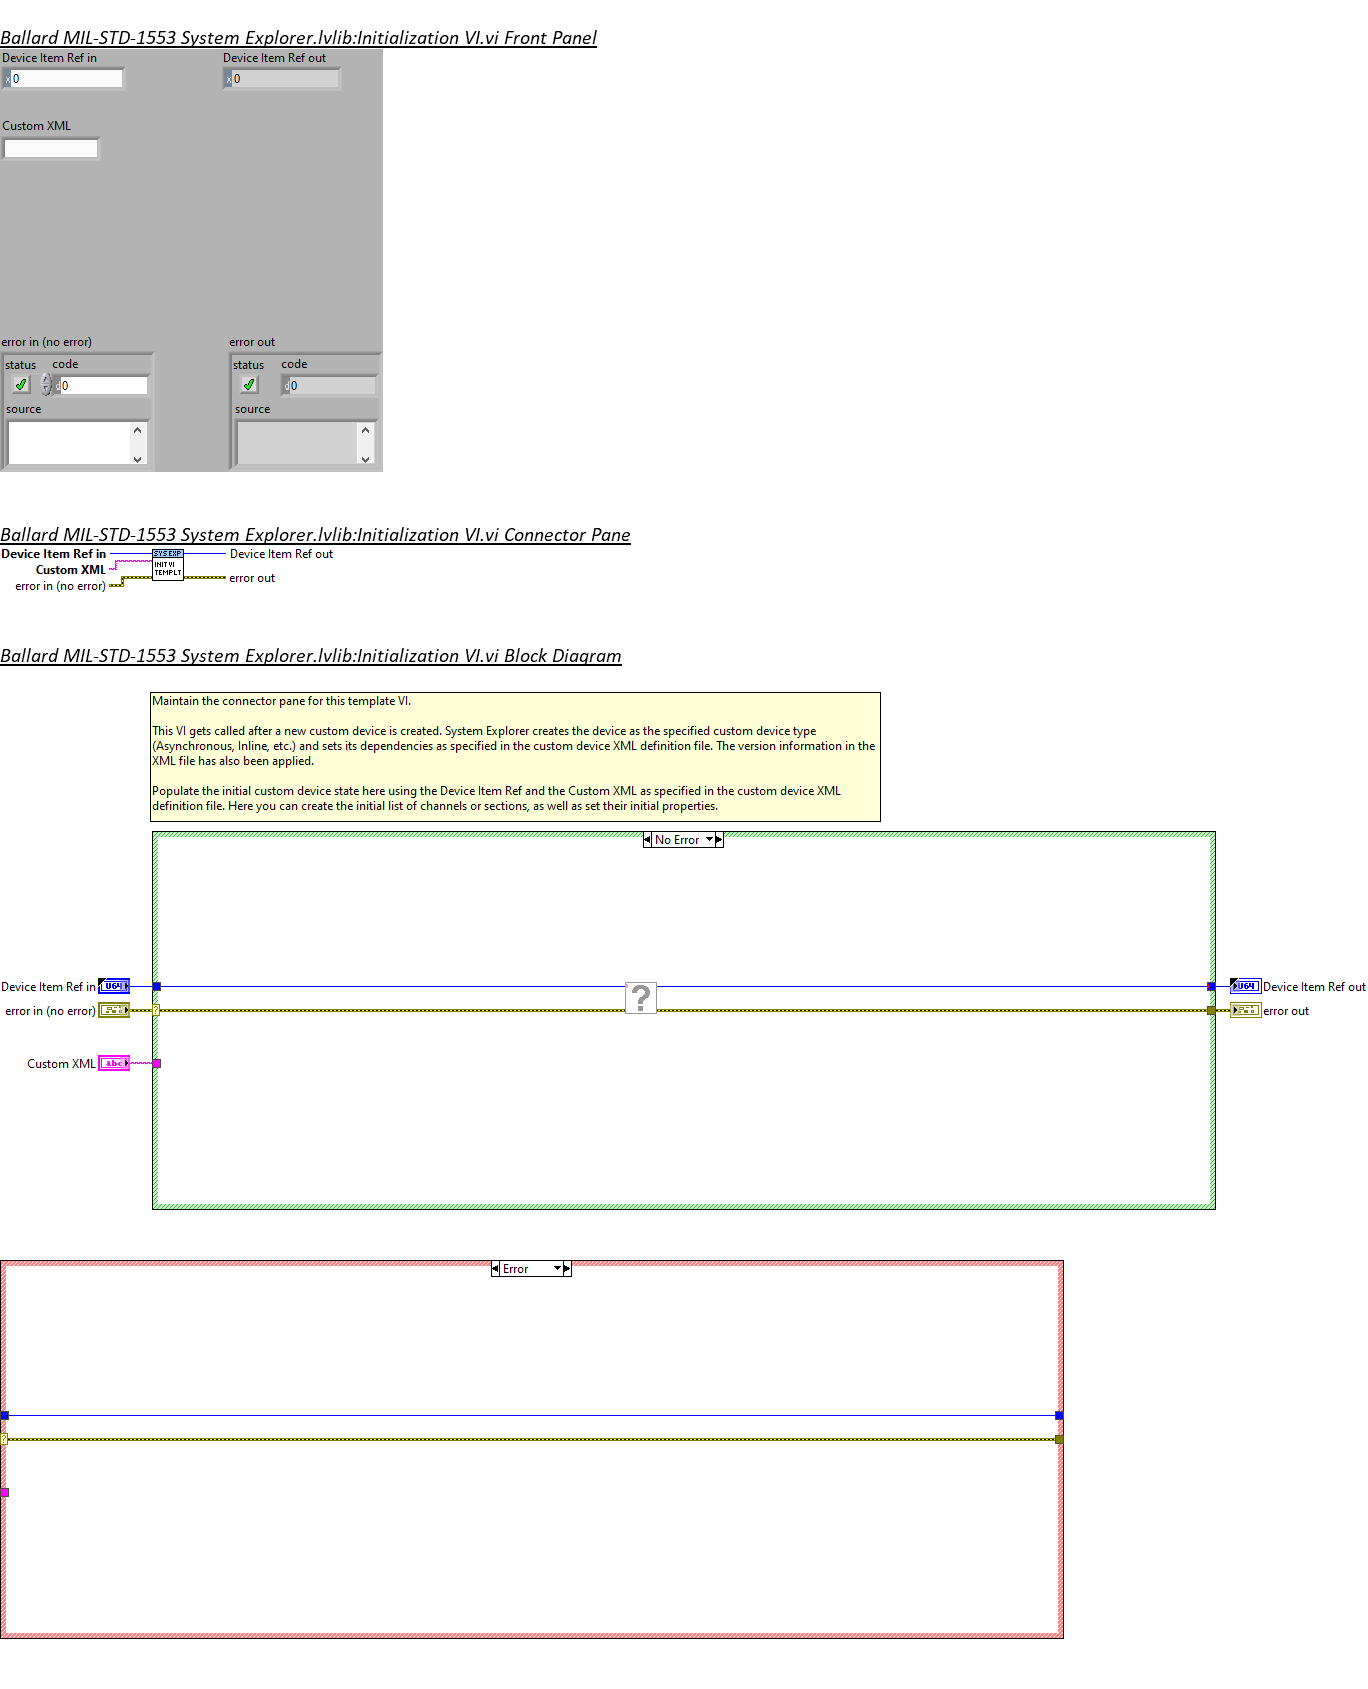 Ballard MIL-STD-1553 System Explorer.lvlib:Initialization VI.vi Front Panel
Device Item Ref in
Device Item Ref out
x 0
x 0
Custom XML
error in (no error)
error out
status
code
status
code
d 0
d 0
source
source
Ballard MIL-STD-1553 System Explorer.lvlib:Initialization VI.vi Connector Pane
Device Item Ref in
SYS EXP
Device Item Ref out
Custom XML
INIT VI
TEMPLT
error in (no error)
error out
Ballard MIL-STD-1553 System Explorer.lvlib:Initialization VI.vi Block Diagram
Maintain the connector pane for this template VI.
This VI gets called after a new custom device is created. System Explorer creates the device as the specified custom device type
(Asynchronous, Inline, etc.) and sets its dependencies as specified in the custom device XML definition file. The version information in the
XML file has also been applied.
Populate the initial custom device state here using the Device Item Ref and the Custom XML as specified in the custom device XML
definition file. Here you can create the initial list of channels or sections, as well as set their initial properties.
No Error
Device Item Ref in
U64
?
U64
Device Item Ref out
error in (no error)
?
error out
Custom XML
abc
Error
?